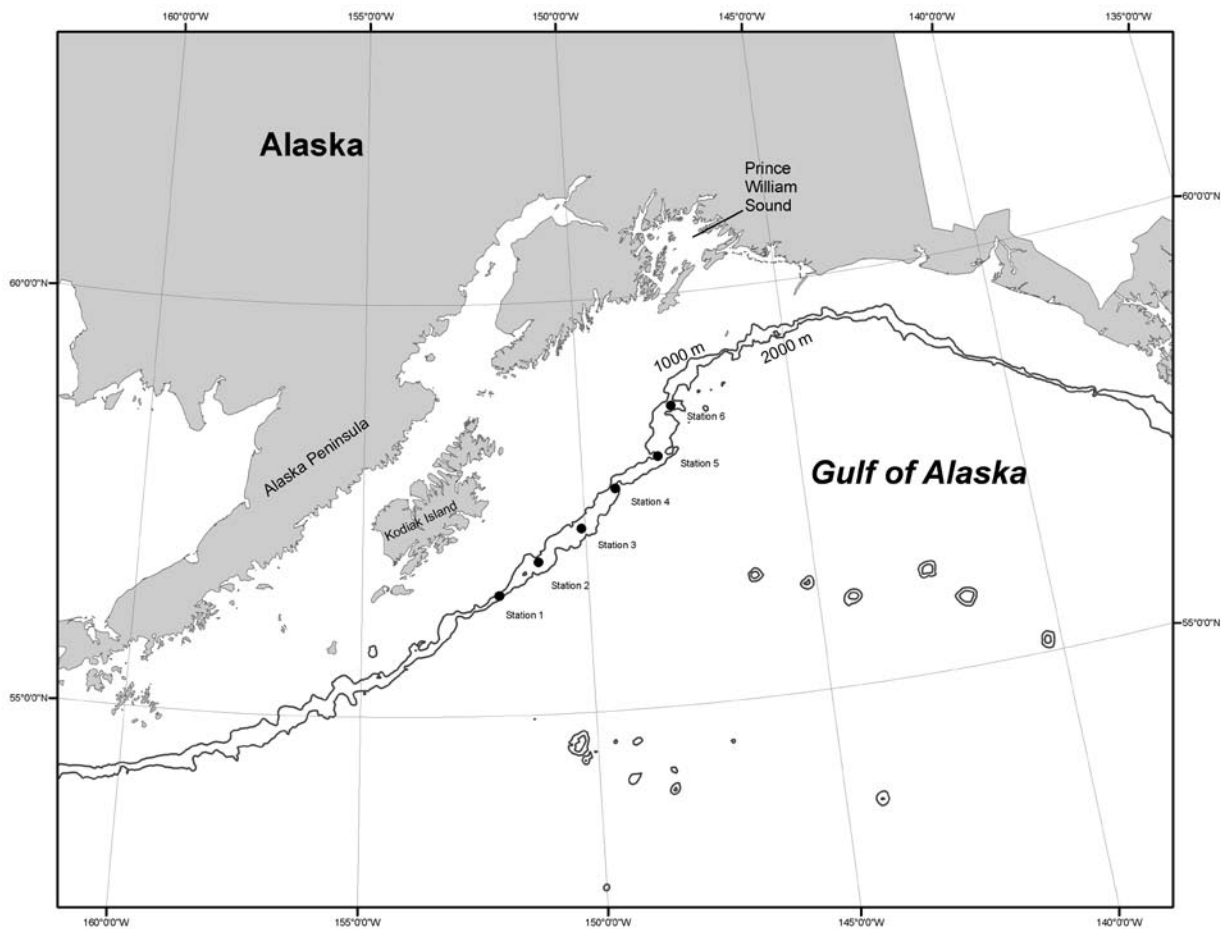 160°0'0"W
155°0'0"W
150°0'0"W
145°0'0"W
140°0'0"W
135°0'0"W
Alaska
Prince
William
Sound
60°0'0"N
60°0'0"N
1000 m
2000 m
Station 6
Alaska Peninsula
Station 5
Gulf of Alaska
Station 4
Kodiak Island
Station 3
Station 2
Station 1
55°0'0"N
55°0'0"N
160°0'0"W
155°0'0"W
150°0'0"W
145°0'0"W
140°0'0"W